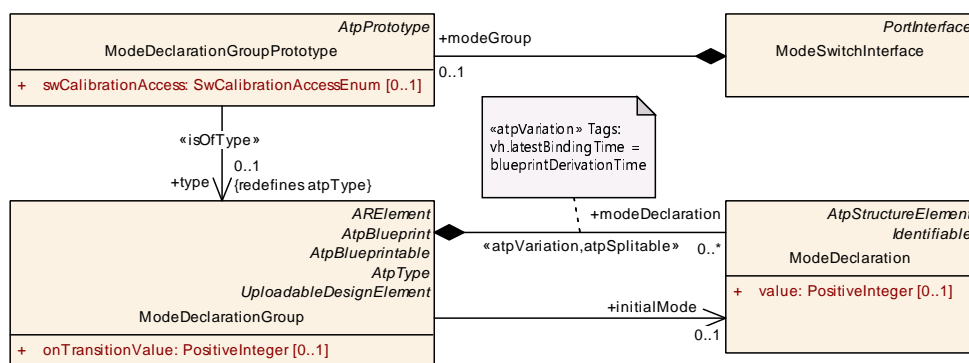 AtpPrototype
ModeDeclarationGroupPrototype
+ swCalibrationAccess: SwCalibrationAccessEnum [0..1]
+modeGroup
0..1
PortInterface
ModeSwitchInterface
«isOfType»
0..1
+type
{redefines atpType}
«atpVariation» Tags:
vh.latestBindingTime =
blueprintDerivationTime
ARElement
AtpBlueprint
AtpBlueprintable
AtpType
UploadableDesignElement
ModeDeclarationGroup
+ onTransitionValue: PositiveInteger [0..1]
+modeDeclaration
«atpVariation,atpSplitable»
0..*
+initialMode
0..1
AtpStructureElement
Identifiable
ModeDeclaration
+ value: PositiveInteger [0..1]